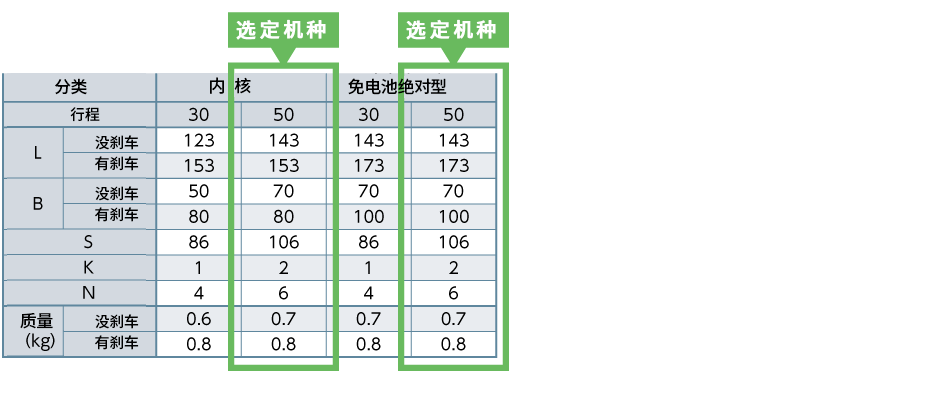 选定机种 选定机种
分类 内核 免电池绝对型
行程 30 50 30 50
L 没刹车 123 143 143 143
有刹车 153 153 173 173
B 没刹车 50 70 70 70
有刹车 80 80 100 100
S 86 106 86 106
K 1 2 1 2
N 4 6 4 6
质量(kg) 没刹车 0.6 0.7 0.7 0.7
有刹车 0.8 0.8 0.8 0.8